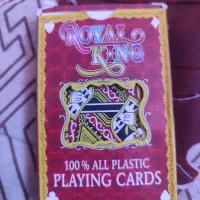 ROYAL
KING
100% ALL PLASTIC
PLAYING CARDS